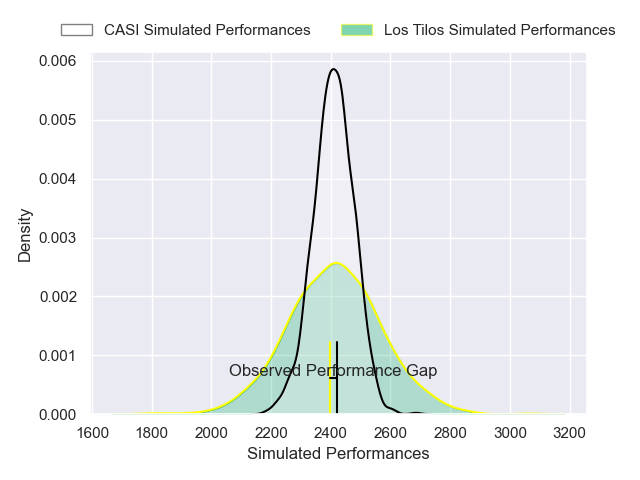 CASI Simulated Performances
Los Tilos Simulated Performances
0.006
0.005
0.004
0.003
0.002
0.001
0.000
Density
Observed Performance Gap
1600 1800 2000 2200 2400 2600 2800 3000 3200
Simulated Performances